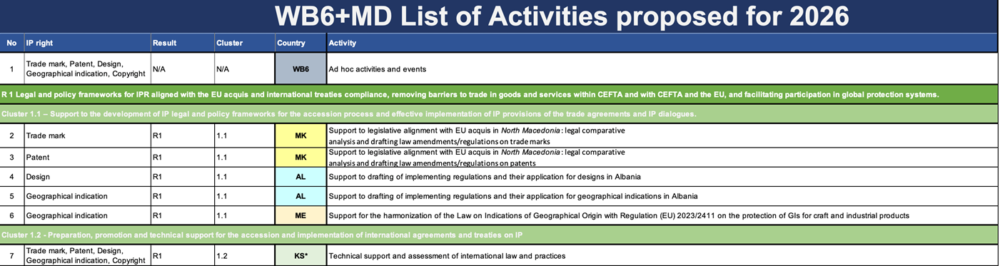 WB6+MD List of Activities proposed for 2026
No IP right Result Cluster Country Activity
1 Trade mark, Patent, Design, Geographical indication, Copyright N/A N/A WB6 Ad hoc activities and events
R 1 Legal and policy frameworks for IPR aligned with the EU acquis and international treaties compliance, removing barriers to trade in goods and services within CEFTA and with CEFTA and the EU, and facilitating participation in global protection systems.
Cluster 1.1 – Support to the development of IP legal and policy frameworks for the accession process and effective implementation of IP provisions of the trade agreements and IP dialogues.
2 Trade mark R1 1.1 MK Support to legislative alignment with EU acquis in North Macedonia: legal comparative
analysis and drafting law amendments/regulations on trade marks
3 Patent R1 1.1 MK Support to legislative alignment with EU acquis in North Macedonia: legal comparative
analysis and drafting law amendments/regulations on patents
4 Design R1 1.1 AL Support to drafting of implementing regulations and their application for designs in Albania
5 Geographical indication R1 1.1 AL Support to drafting of implementing regulations and their application for geographical indications in Albania
6 Geographical indication R1 1.1 ME Support for the harmonization of the Law on Indications of Geographical Origin with Regulation (EU) 2023/2411 on the protection of GIs for craft and industrial products
Cluster 1.2 - Preparation, promotion and technical support for the accession and implementation of international agreements and treaties on IP
7 Trade mark, Patent, Design, Geographical indication, Copyright R1 1.2 KS* Technical support and assessment of international law and practices